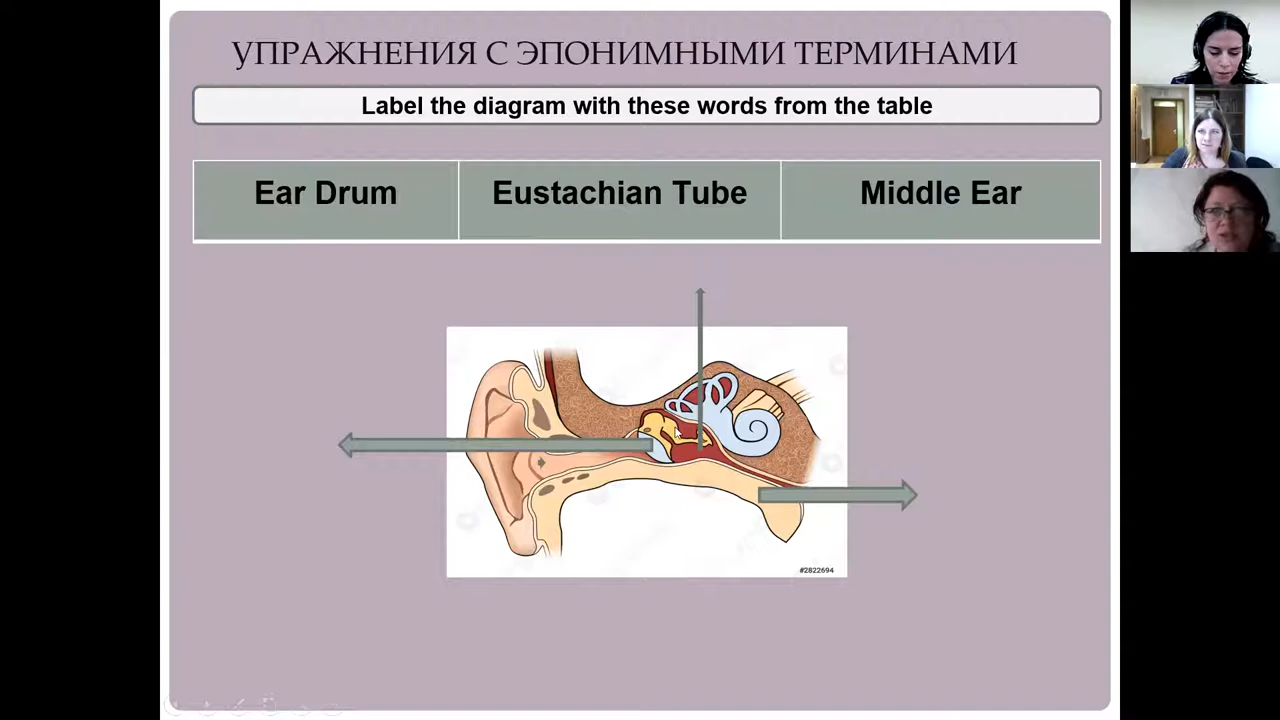 УПРАЖНЕНИЯ С ЭПОНИМНЫМИ ТЕРМИНАМИ
Label the diagram with these words from the table
Ear Drum
Eustachian Tube
Middle Ear
#2822694